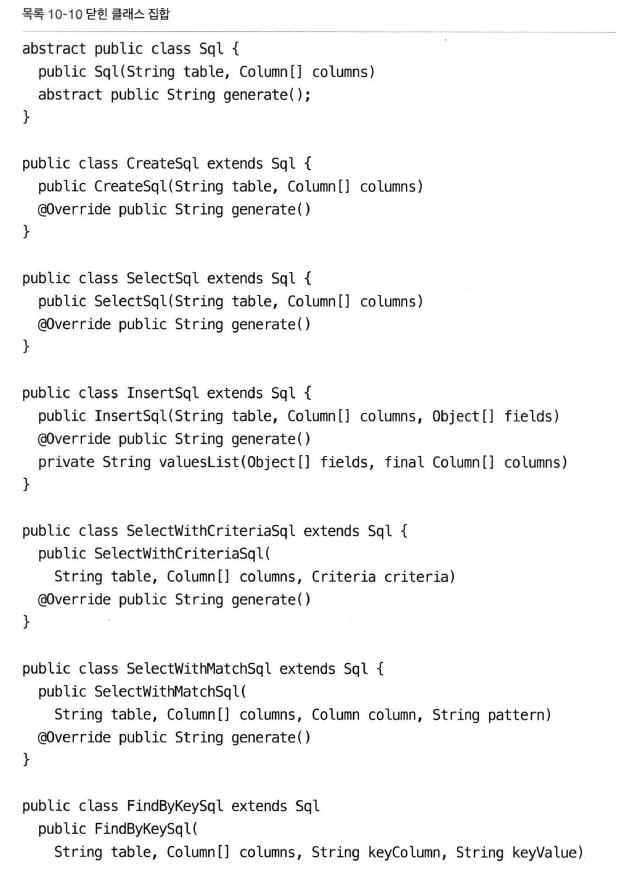 목록 10-10 닫힌 클래스 집합
abstract public class Sql {
  public Sql(String table, Column[] columns)
  abstract public String generate();
}

public class CreateSql extends Sql {
  public CreateSql(String table, Column[] columns)
  @Override public String generate()
}

public class SelectSql extends Sql {
  public SelectSql(String table, Column[] columns)
  @Override public String generate()
}

public class InsertSql extends Sql {
  public InsertSql(String table, Column[] columns, Object[] fields)
  @Override public String generate()
  private String valuesList(Object[] fields, final Column[] columns)
}

public class SelectWithCriteriaSql extends Sql {
  public SelectWithCriteriaSql(
    String table, Column[] columns, Criteria criteria)
  @Override public String generate()
}

public class SelectWithMatchSql extends Sql {
  public SelectWithMatchSql(
    String table, Column[] columns, Column column, String pattern)
  @Override public String generate()
}

public class FindByKeySql extends Sql
  public FindByKeySql(
    String table, Column[] columns, String keyColumn, String keyValue)